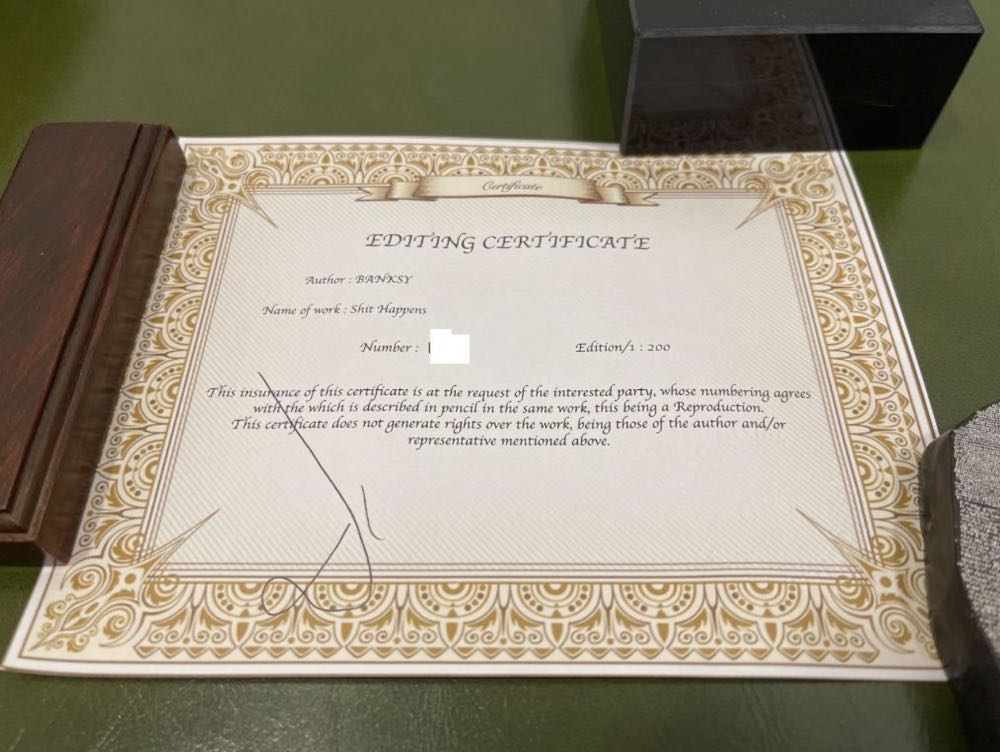 Certificate
EDITING CERTIFICATE
Author : BANKSY
Name of work : Shit Happens
Number : Edition/1 : 200
This insurance of this certificate is at the request of the interested party, whose numbering agrees
with the which is described in pencil in the same work, this being a Reproduction.
This certificate does not generate rights over the work, being those of the author and/or
representative mentioned above.